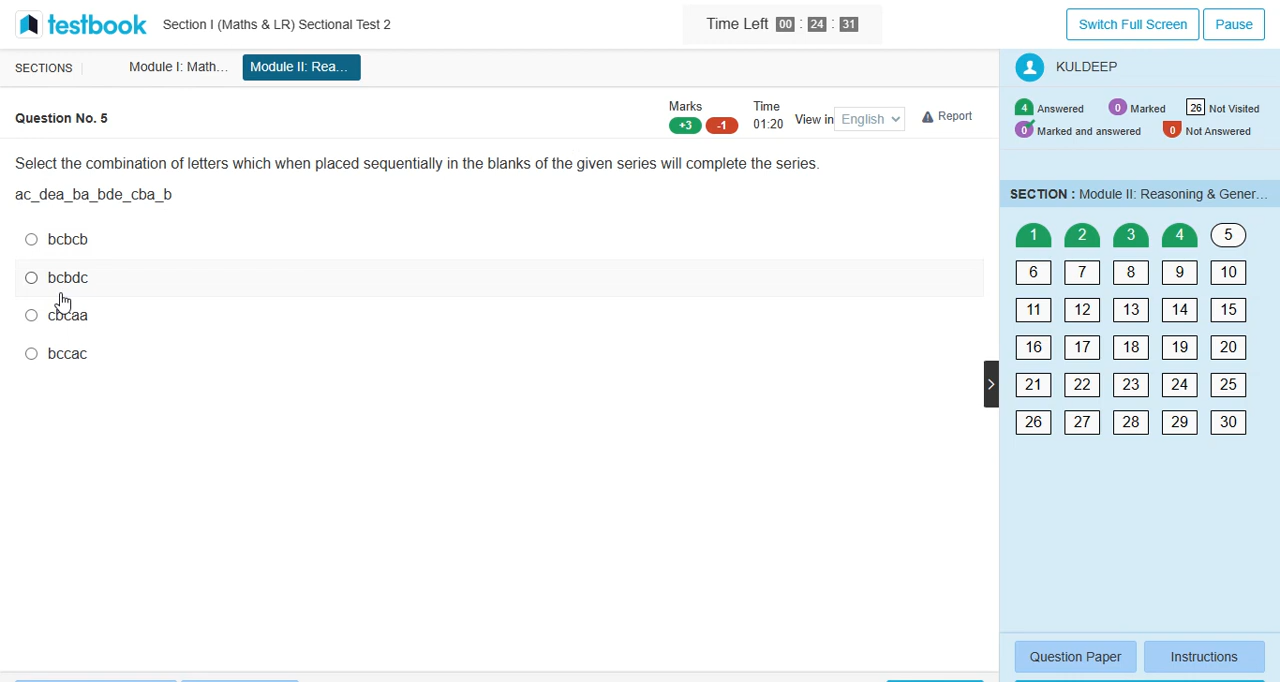 testbook Section I (Maths & LR) Sectional Test 2 Time Left 00 : 24 : 31 Switch Full Screen Pause
SECTIONS Module I: Math... Module II: Rea... KULDEEP
Question No. 5 Marks +3 -1 Time 01:20 View in English Report
4 Answered 0 Marked 26 Not Visited
0 Marked and answered 0 Not Answered
Select the combination of letters which when placed sequentially in the blanks of the given series will complete the series.
ac_dea_ba_bde_cba_b
bcbcb
bcbdc
cbcaa
bccac
SECTION : Module II: Reasoning & Gener...
1 2 3 4 5
6 7 8 9 10
11 12 13 14 15
16 17 18 19 20
21 22 23 24 25
26 27 28 29 30
Question Paper Instructions